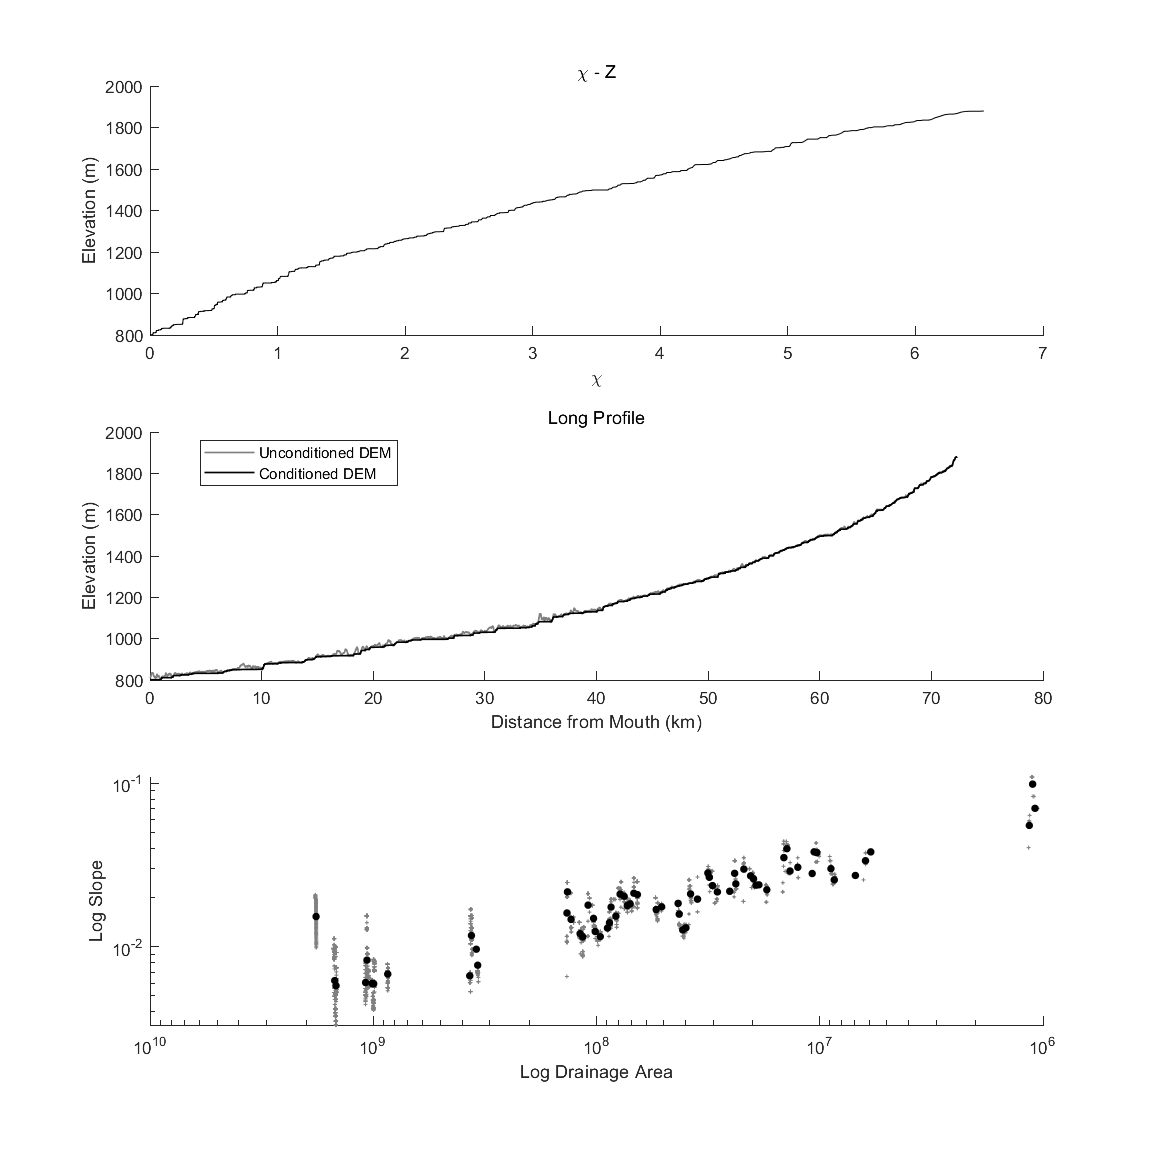 χ - Z
2000
1800
1600
1400
1200
1000
800
Elevation (m)
0 1 2 3 4 5 6 7
χ
Long Profile
2000
1800
1600
1400
1200
1000
800
Elevation (m)
Unconditioned DEM
Conditioned DEM
0 10 20 30 40 50 60 70 80
Distance from Mouth (km)
10^-1
10^-2
Log Slope
10^10 10^9 10^8 10^7 10^6
Log Drainage Area